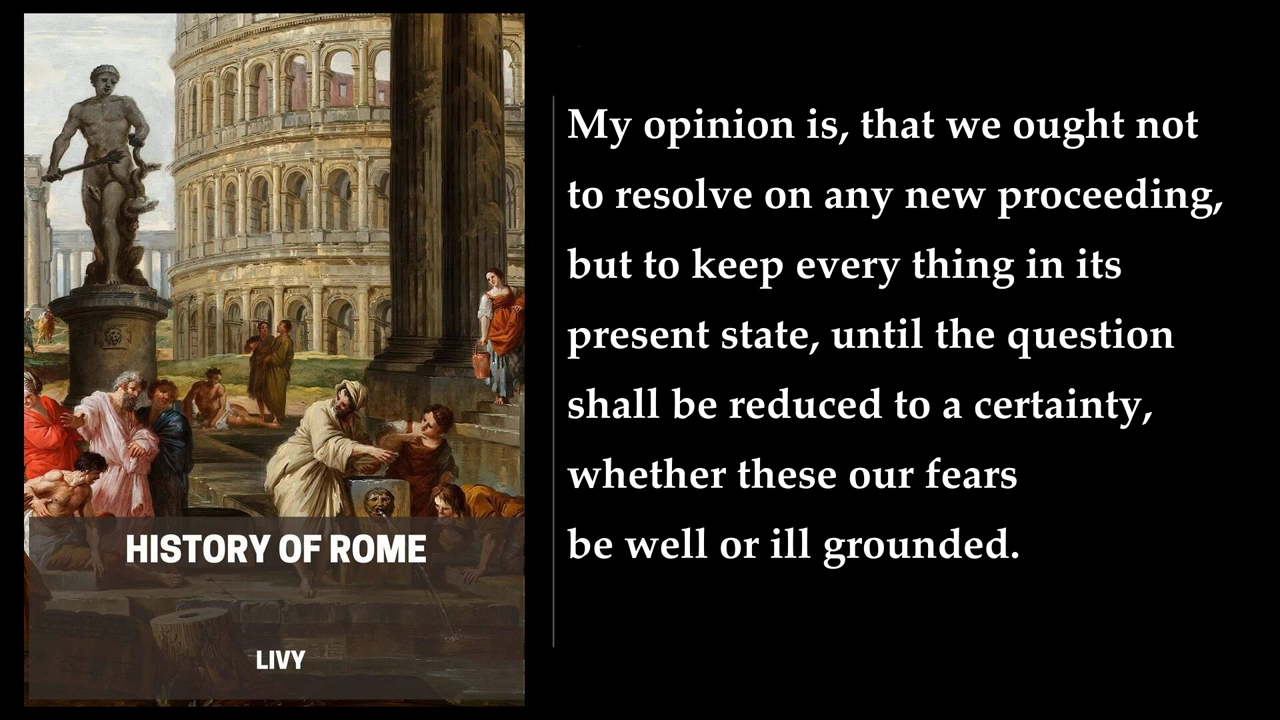 HISTORY OF ROME
LIVY
My opinion is, that we ought not
to resolve on any new proceeding,
but to keep every thing in its
present state, until the question
shall be reduced to a certainty,
whether these our fears
be well or ill grounded.